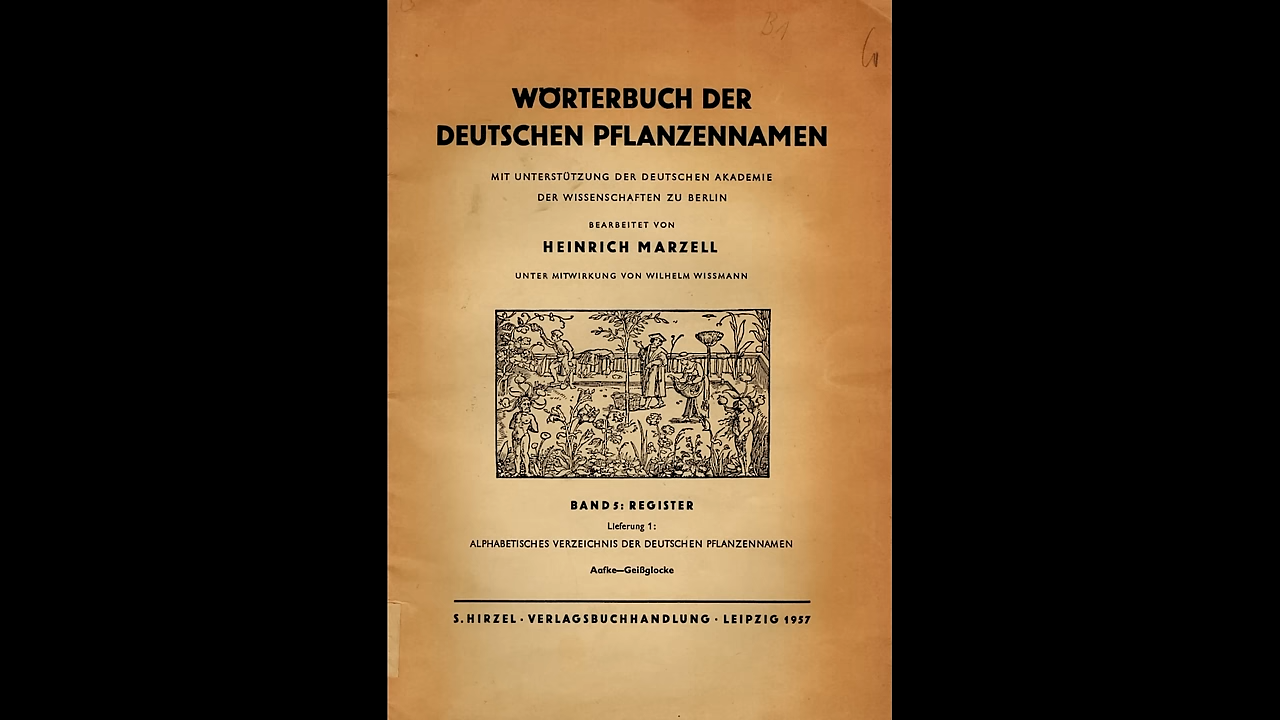 WÖRTERBUCH DER
DEUTSCHEN PFLANZENNAMEN
MIT UNTERSTÜTZUNG DER DEUTSCHEN AKADEMIE
DER WISSENSCHAFTEN ZU BERLIN
BEARBEITET VON
HEINRICH MARZELL
UNTER MITWIRKUNG VON WILHELM WISSMANN
BAND 5: REGISTER
Lieferung 1:
ALPHABETISCHES VERZEICHNIS DER DEUTSCHEN PFLANZENNAMEN
Aafke—Geißglocke
S. HIRZEL · VERLAGSBUCHHANDLUNG · LEIPZIG 1957